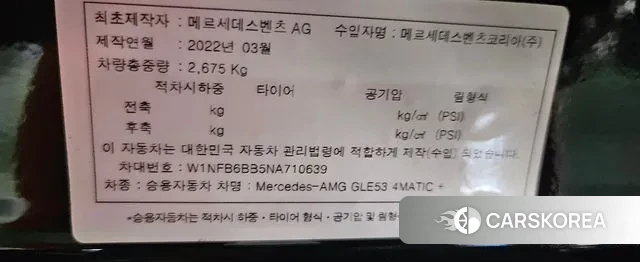 최초제작자 : 메르세데스벤츠 AG 수입자명 : 메르세데스벤츠코리아(주)
제작연월 : 2022년 03월
차량총중량 : 2,675 Kg
적차시하중 타이어 공기압 림형식
전축 kg kg/㎠ (PSI)
후축 kg kg/㎠ (PSI)
이 자동차는 대한민국 자동차 관리법령에 적합하게 제작(수입) 되었습니다.
차대번호 : W1NFB6BB5NA710639
차종 : 승용자동차 차명 : Mercedes-AMG GLE53 4MATIC +
*승용자동차는 적차시 하중 · 타이어 형식 · 공기압 및 림형식
CARSKOREA